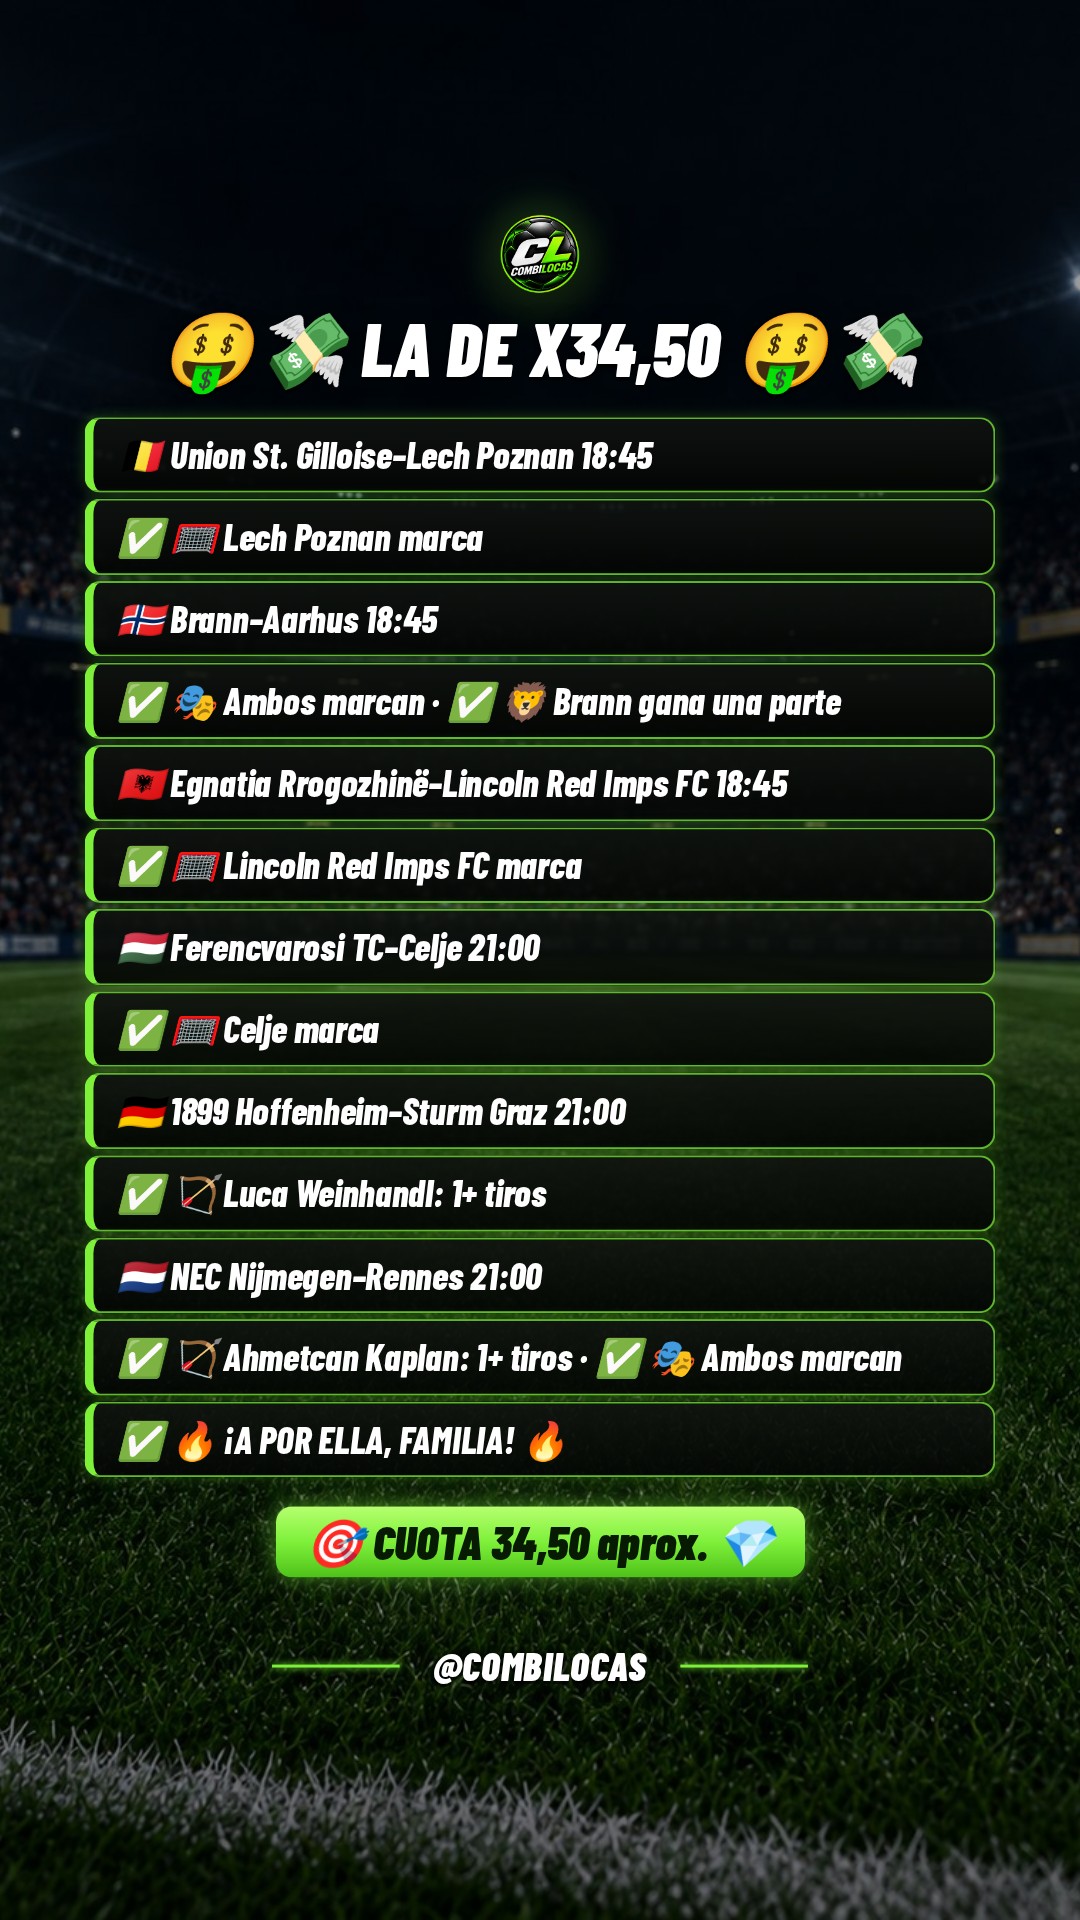 CL
COMBILOCAS
🤑💸 LA DE X34,50 🤑💸
🇧🇪 Union St. Gilloise-Lech Poznan 18:45
✅ 🥅 Lech Poznan marca
🇳🇴 Brann-Aarhus 18:45
✅ 🎭 Ambos marcan · ✅ 🦁 Brann gana una parte
🇦🇱 Egnatia Rrogozhinë-Lincoln Red Imps FC 18:45
✅ 🥅 Lincoln Red Imps FC marca
🇭🇺 Ferencvarosi TC-Celje 21:00
✅ 🥅 Celje marca
🇩🇪 1899 Hoffenheim-Sturm Graz 21:00
✅ 🏹 Luca Weinhandl: 1+ tiros
🇳🇱 NEC Nijmegen-Rennes 21:00
✅ 🏹 Ahmetcan Kaplan: 1+ tiros · ✅ 🎭 Ambos marcan
✅ 🔥 ¡A POR ELLA, FAMILIA! 🔥
🎯 CUOTA 34,50 aprox. 💎
@COMBILOCAS